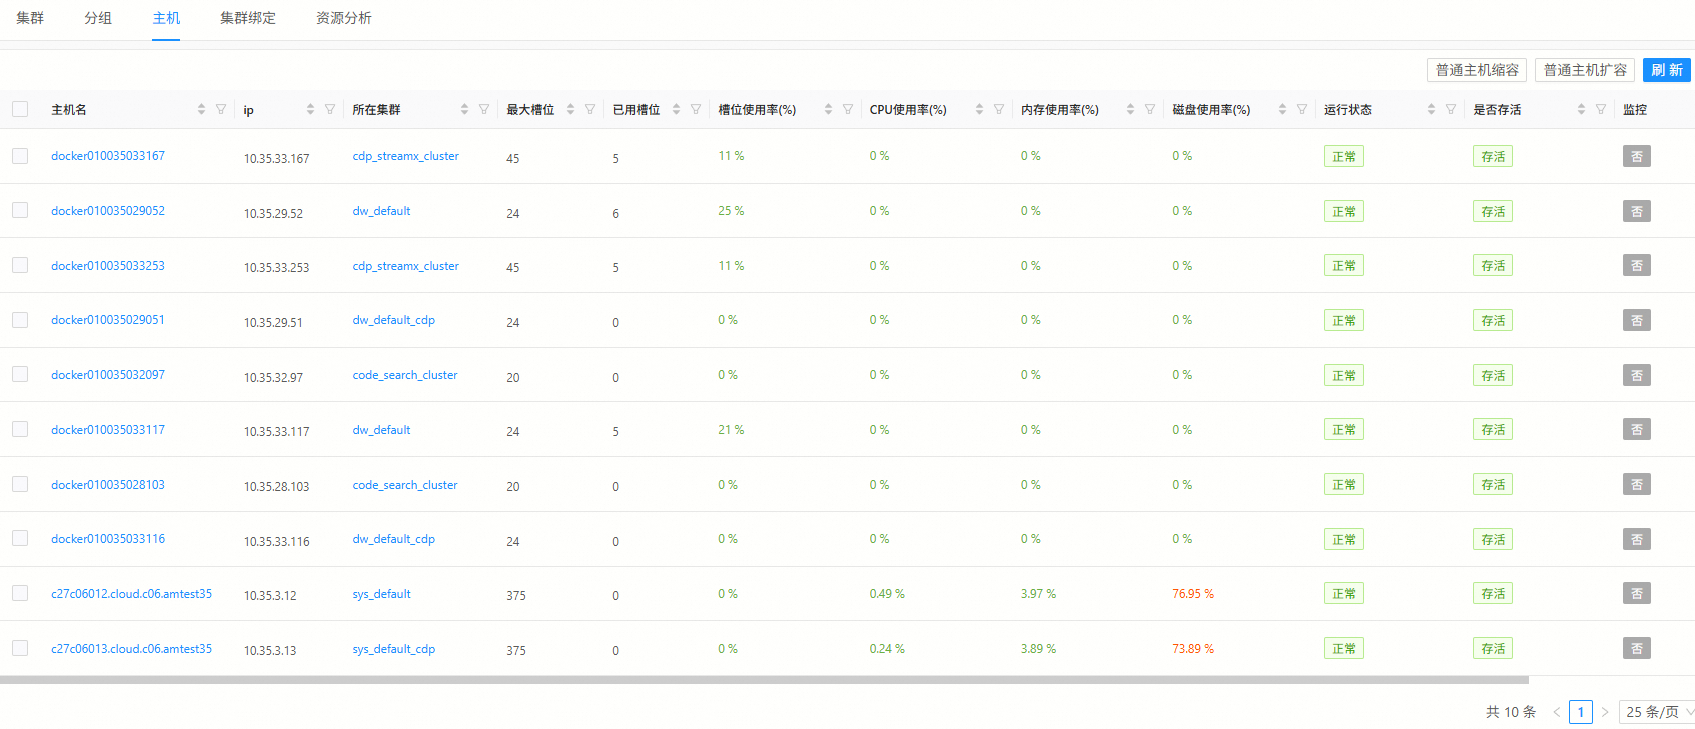 集群 分组 主机 集群绑定 资源分析
普通主机缩容 普通主机扩容 刷 新
主机名 ip 所在集群 最大槽位 已用槽位 槽位使用率(%) CPU使用率(%) 内存使用率(%) 磁盘使用率(%) 运行状态 是否存活 监控
docker010035033167 10.35.33.167 cdp_streamx_cluster 45 5 11 % 0 % 0 % 0 % 正常 存活 否
docker010035029052 10.35.29.52 dw_default 24 6 25 % 0 % 0 % 0 % 正常 存活 否
docker010035033253 10.35.33.253 cdp_streamx_cluster 45 5 11 % 0 % 0 % 0 % 正常 存活 否
docker010035029051 10.35.29.51 dw_default_cdp 24 0 0 % 0 % 0 % 0 % 正常 存活 否
docker010035032097 10.35.32.97 code_search_cluster 20 0 0 % 0 % 0 % 0 % 正常 存活 否
docker010035033117 10.35.33.117 dw_default 24 5 21 % 0 % 0 % 0 % 正常 存活 否
docker010035028103 10.35.28.103 code_search_cluster 20 0 0 % 0 % 0 % 0 % 正常 存活 否
docker010035033116 10.35.33.116 dw_default_cdp 24 0 0 % 0 % 0 % 0 % 正常 存活 否
c27c06012.cloud.c06.amtest35 10.35.3.12 sys_default 375 0 0 % 0.49 % 3.97 % 76.95 % 正常 存活 否
c27c06013.cloud.c06.amtest35 10.35.3.13 sys_default_cdp 375 0 0 % 0.24 % 3.89 % 73.89 % 正常 存活 否
共 10 条 < 1 > 25 条/页